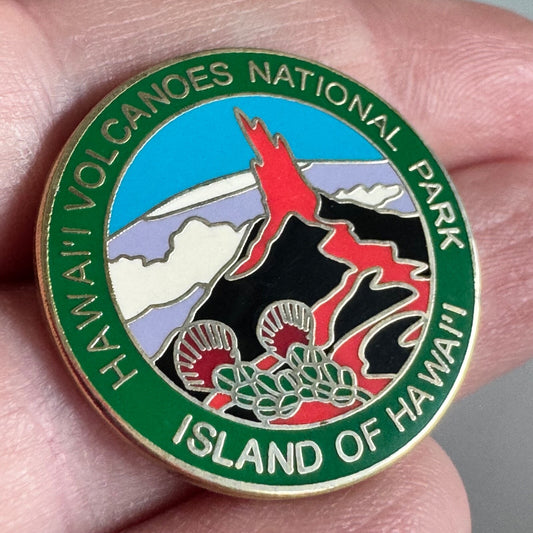 HAWAI'I VOLCANOES NATIONAL PARK
ISLAND OF HAWAI'I